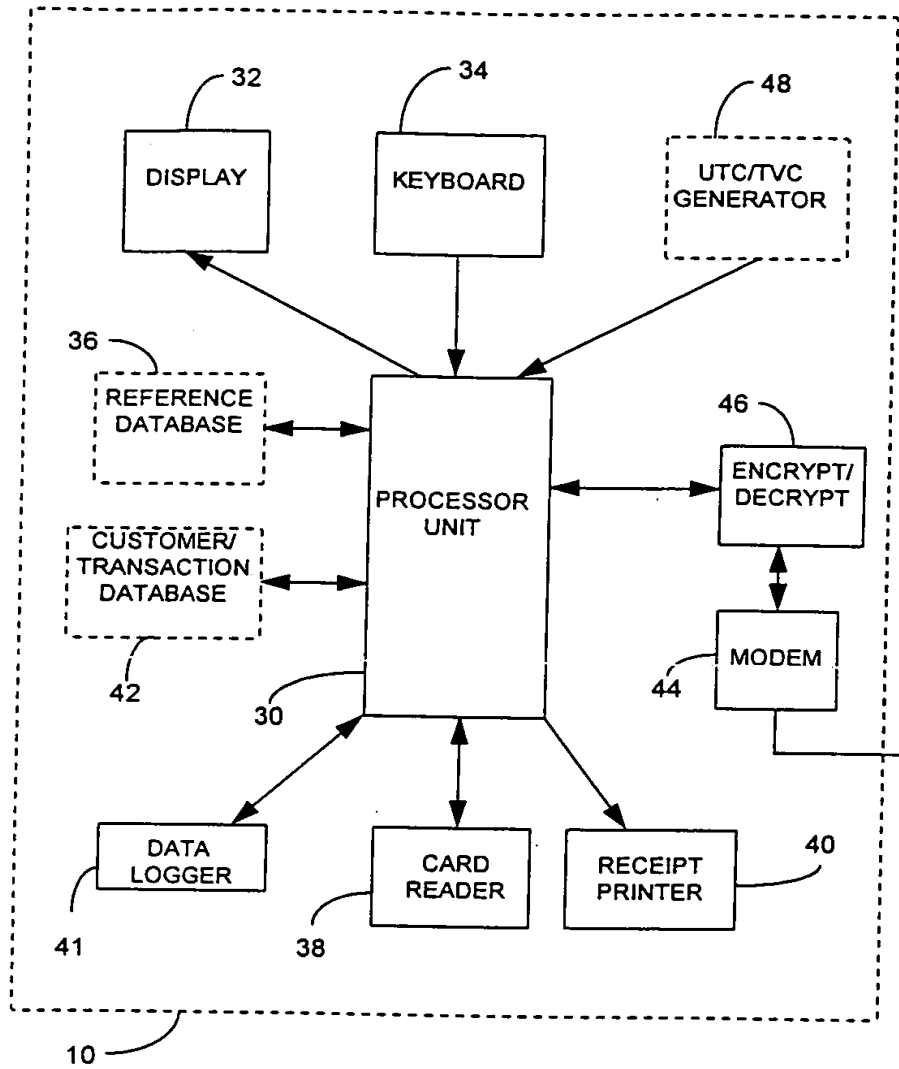 32
34
48
DISPLAY
KEYBOARD
UTC/TVC
GENERATOR
36
REFERENCE
DATABASE
46
ENCRYPT/
DECRYPT
PROCESSOR
UNIT
CUSTOMER/
TRANSACTION
DATABASE
42
30
MODEM
44
DATA
LOGGER
41
CARD
READER
38
RECEIPT
PRINTER
40
10